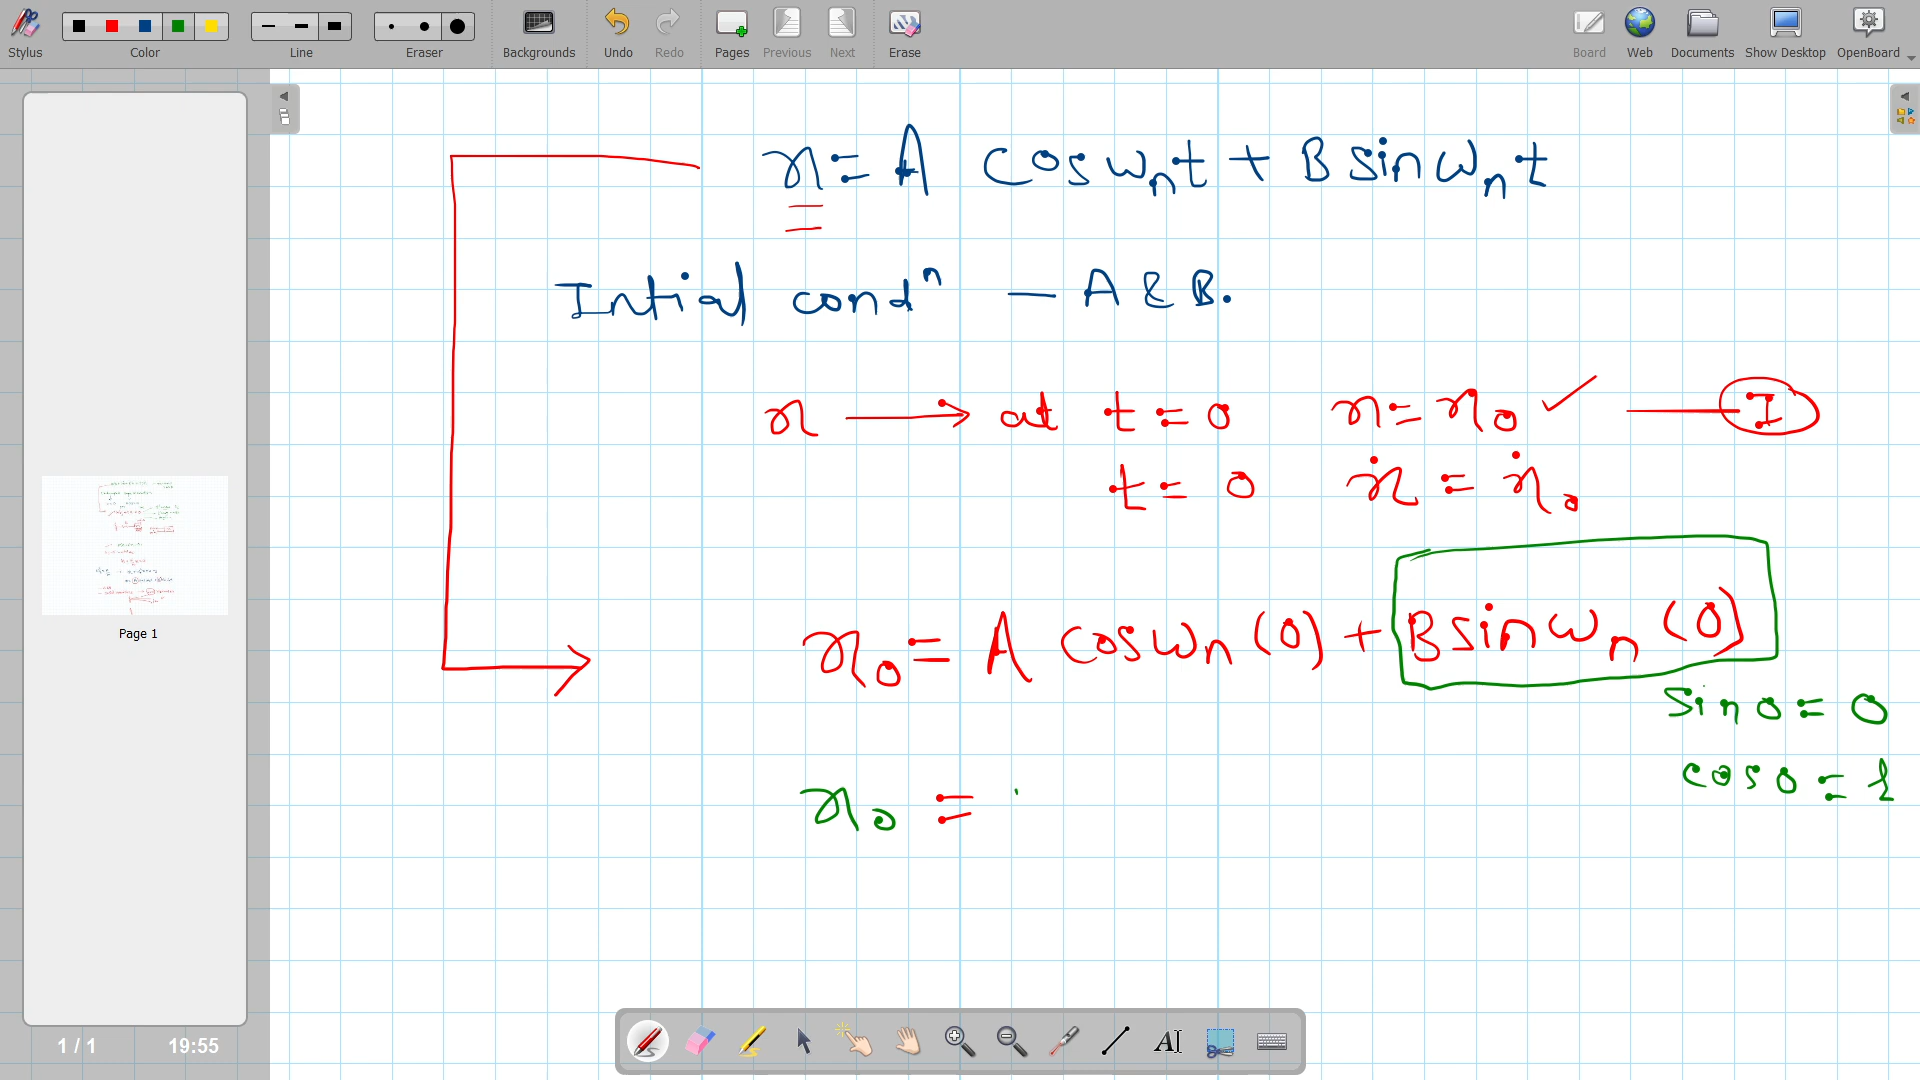 Stylus Color Line Eraser Backgrounds Undo Redo Pages Previous Next Erase Board Web Documents Show Desktop OpenBoard
x = A cos ωₙt + B sin ωₙt
Intial condⁿ — A & B.
x ⟶ at t = 0 x = x₀ ✓ — I
t = 0 ẋ = ẋ₀
x₀ = A cos ωₙ (0) + B sin ωₙ (0)
sin 0 = 0
cos 0 = 1
x₀ =
Page 1
1 / 1 19:55